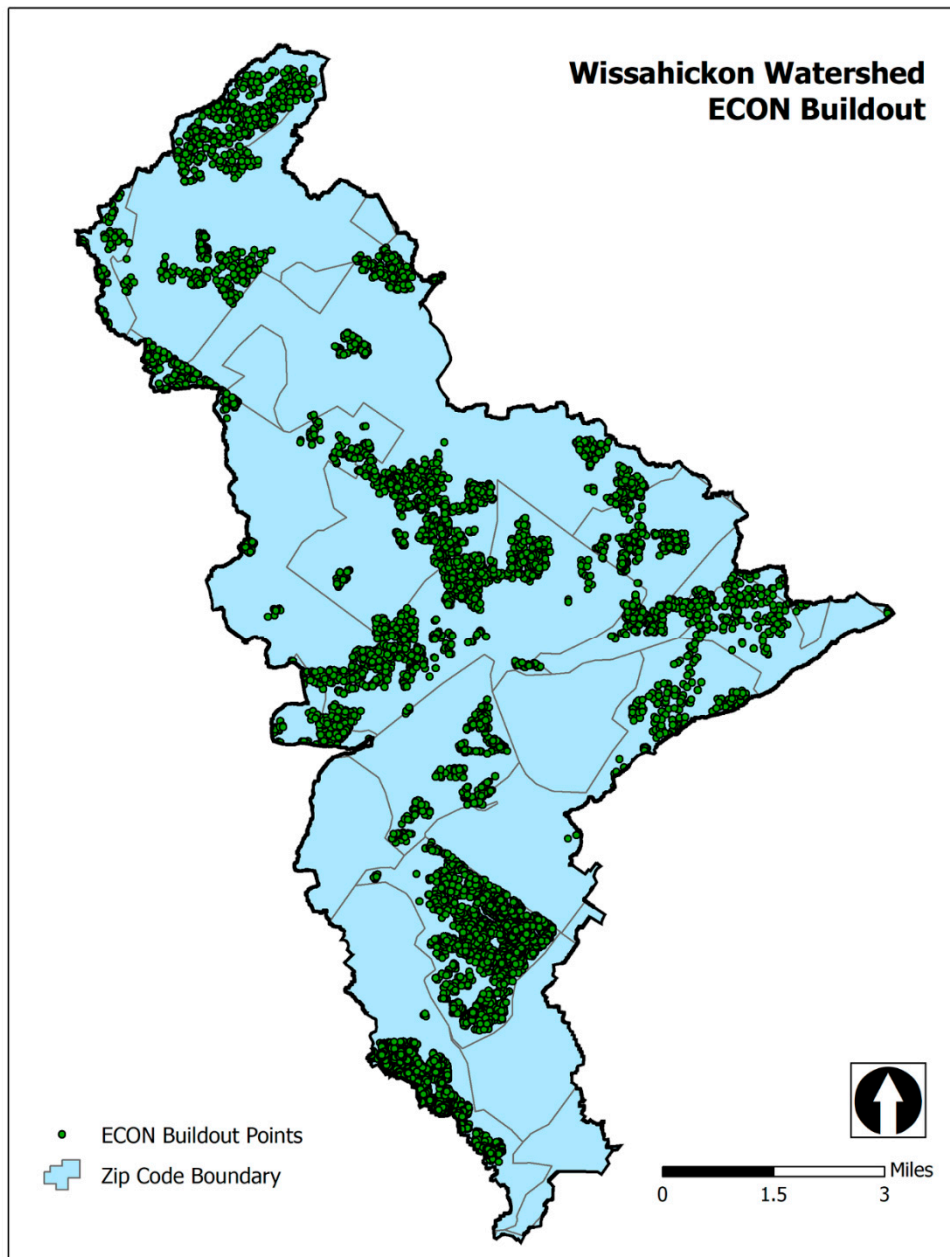 Wissahickon Watershed
ECON Buildout
ECON Buildout Points
Zip Code Boundary
Miles
0 1.5 3